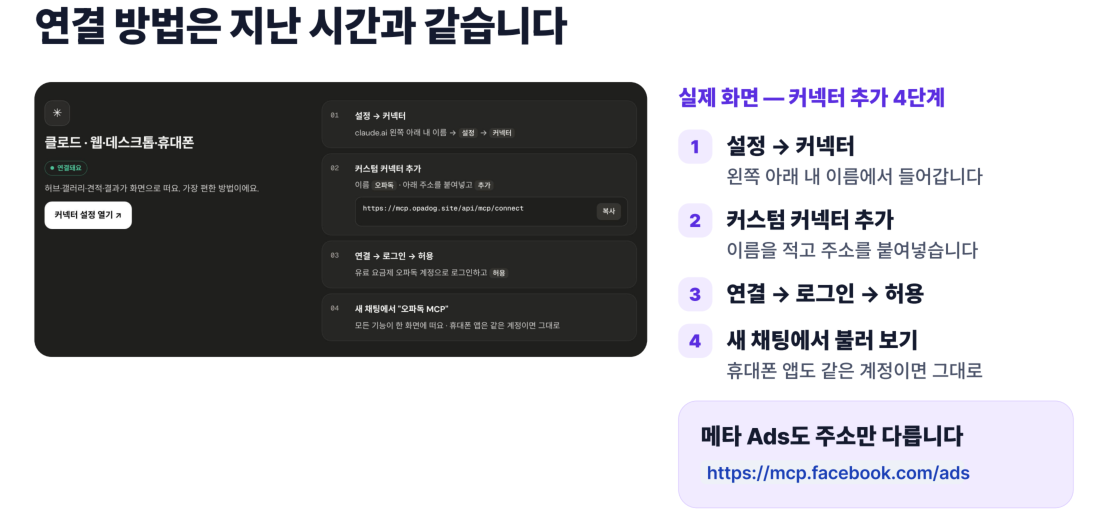 연결 방법은 지난 시간과 같습니다
클로드 · 웹·데스크톱·휴대폰
연결돼요
허브·갤러리·견적·결과가 화면으로 떠요. 가장 편한 방법이에요.
커넥터 설정 열기 ↗
01 설정 → 커넥터
claude.ai 왼쪽 아래 내 이름 → 설정 → 커넥터
02 커스텀 커넥터 추가
이름 오파독 · 아래 주소를 붙여넣고 추가
https://mcp.opadog.site/api/mcp/connect 복사
03 연결 → 로그인 → 허용
유료 요금제 오파독 계정으로 로그인하고 허용
04 새 채팅에서 "오파독 MCP"
모든 기능이 한 화면에 떠요 · 휴대폰 앱은 같은 계정이면 그대로
실제 화면 — 커넥터 추가 4단계
1 설정 → 커넥터
왼쪽 아래 내 이름에서 들어갑니다
2 커스텀 커넥터 추가
이름을 적고 주소를 붙여넣습니다
3 연결 → 로그인 → 허용
4 새 채팅에서 불러 보기
휴대폰 앱도 같은 계정이면 그대로
메타 Ads도 주소만 다릅니다
https://mcp.facebook.com/ads